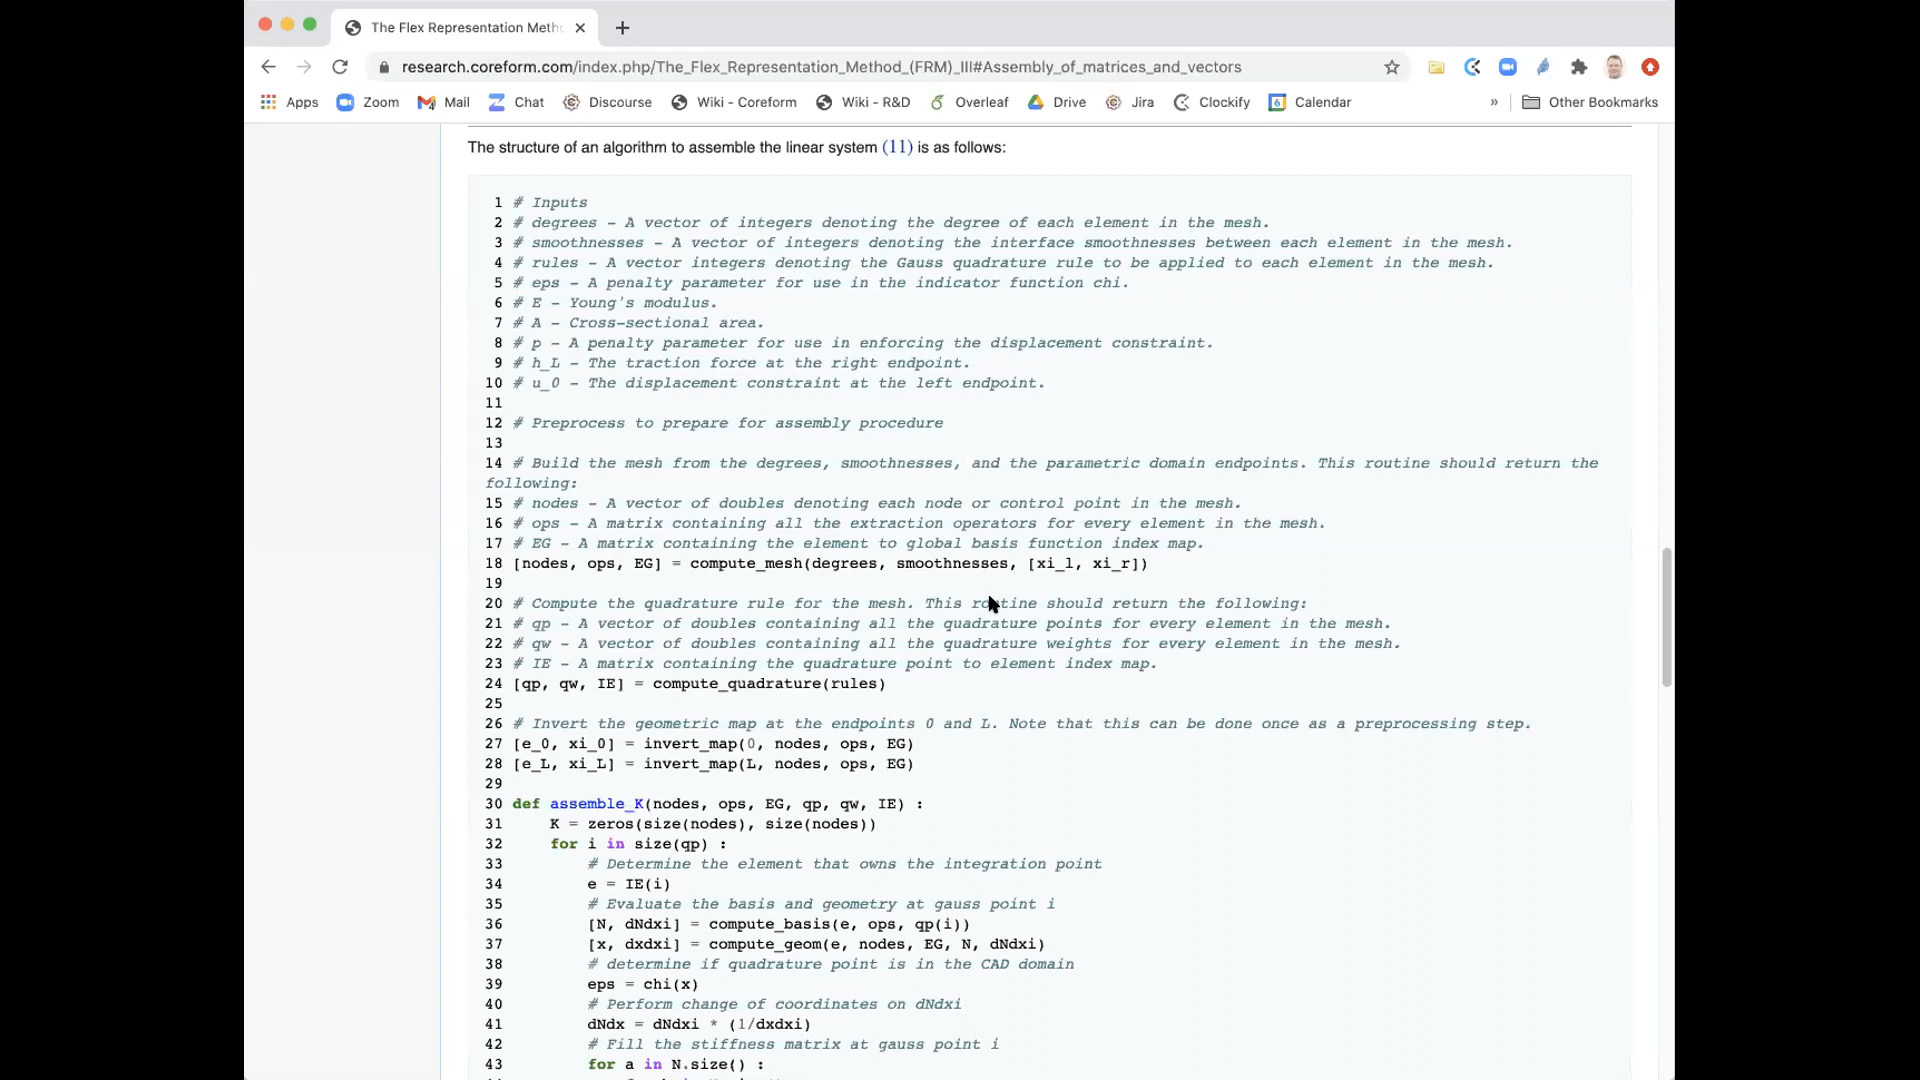 The Flex Representation Meth
research.coreform.com/index.php/The_Flex_Representation_Method_(FRM)_III#Assembly_of_matrices_and_vectors
Apps Zoom Mail Chat Discourse Wiki - Coreform Wiki - R&D Overleaf Drive Jira Clockify Calendar » Other Bookmarks
The structure of an algorithm to assemble the linear system (11) is as follows:
1 # Inputs
2 # degrees - A vector of integers denoting the degree of each element in the mesh.
3 # smoothnesses - A vector of integers denoting the interface smoothnesses between each element in the mesh.
4 # rules - A vector integers denoting the Gauss quadrature rule to be applied to each element in the mesh.
5 # eps - A penalty parameter for use in the indicator function chi.
6 # E - Young's modulus.
7 # A - Cross-sectional area.
8 # p - A penalty parameter for use in enforcing the displacement constraint.
9 # h_L - The traction force at the right endpoint.
10 # u_0 - The displacement constraint at the left endpoint.
11
12 # Preprocess to prepare for assembly procedure
13
14 # Build the mesh from the degrees, smoothnesses, and the parametric domain endpoints. This routine should return the
following:
15 # nodes - A vector of doubles denoting each node or control point in the mesh.
16 # ops - A matrix containing all the extraction operators for every element in the mesh.
17 # EG - A matrix containing the element to global basis function index map.
18 [nodes, ops, EG] = compute_mesh(degrees, smoothnesses, [xi_l, xi_r])
19
20 # Compute the quadrature rule for the mesh. This routine should return the following:
21 # qp - A vector of doubles containing all the quadrature points for every element in the mesh.
22 # qw - A vector of doubles containing all the quadrature weights for every element in the mesh.
23 # IE - A matrix containing the quadrature point to element index map.
24 [qp, qw, IE] = compute_quadrature(rules)
25
26 # Invert the geometric map at the endpoints 0 and L. Note that this can be done once as a preprocessing step.
27 [e_0, xi_0] = invert_map(0, nodes, ops, EG)
28 [e_L, xi_L] = invert_map(L, nodes, ops, EG)
29
30 def assemble_K(nodes, ops, EG, qp, qw, IE) :
31 K = zeros(size(nodes), size(nodes))
32 for i in size(qp) :
33 # Determine the element that owns the integration point
34 e = IE(i)
35 # Evaluate the basis and geometry at gauss point i
36 [N, dNdxi] = compute_basis(e, ops, qp(i))
37 [x, dxdxi] = compute_geom(e, nodes, EG, N, dNdxi)
38 # determine if quadrature point is in the CAD domain
39 eps = chi(x)
40 # Perform change of coordinates on dNdxi
41 dNdx = dNdxi * (1/dxdxi)
42 # Fill the stiffness matrix at gauss point i
43 for a in N.size() :